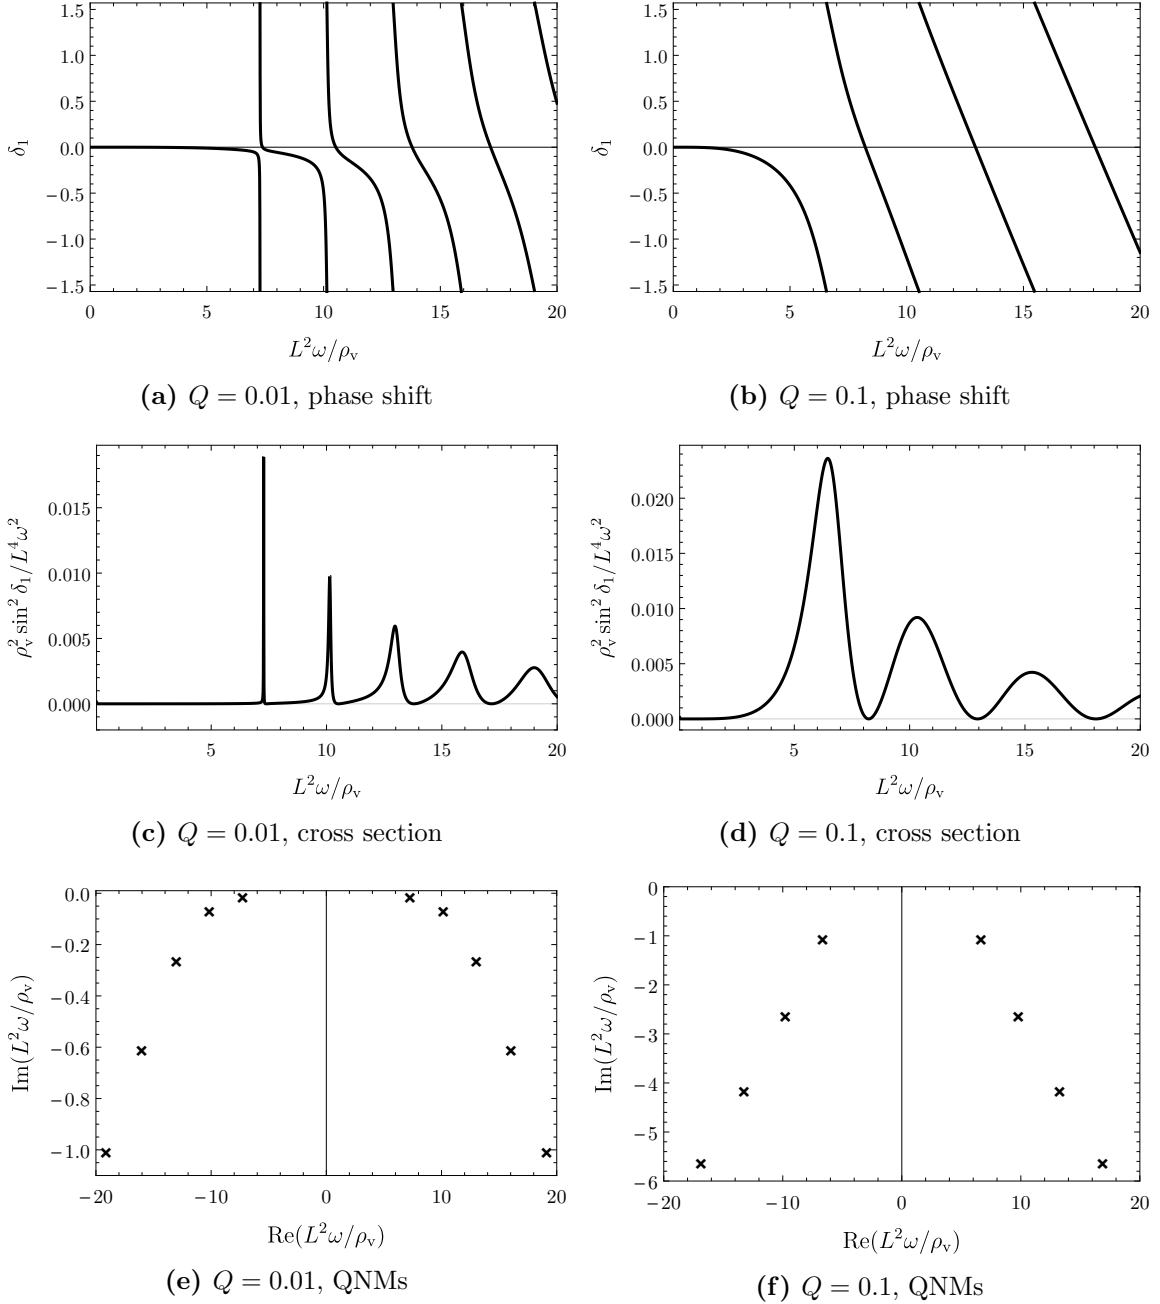 1.5
1.0
0.5
0.0
−0.5
−1.0
−1.5
δ₁
0 5 10 15 20
L²ω/ρᵥ
(a) Q = 0.01, phase shift
1.5
1.0
0.5
0.0
−0.5
−1.0
−1.5
δ₁
0 5 10 15 20
L²ω/ρᵥ
(b) Q = 0.1, phase shift
0.015
0.010
0.005
0.000
ρᵥ² sin² δ₁/L⁴ω²
5 10 15 20
L²ω/ρᵥ
(c) Q = 0.01, cross section
0.020
0.015
0.010
0.005
0.000
ρᵥ² sin² δ₁/L⁴ω²
5 10 15 20
L²ω/ρᵥ
(d) Q = 0.1, cross section
0.0
−0.2
−0.4
−0.6
−0.8
−1.0
Im(L²ω/ρᵥ)
−20 −10 0 10 20
Re(L²ω/ρᵥ)
(e) Q = 0.01, QNMs
0
−1
−2
−3
−4
−5
−6
Im(L²ω/ρᵥ)
−20 −10 0 10 20
Re(L²ω/ρᵥ)
(f) Q = 0.1, QNMs